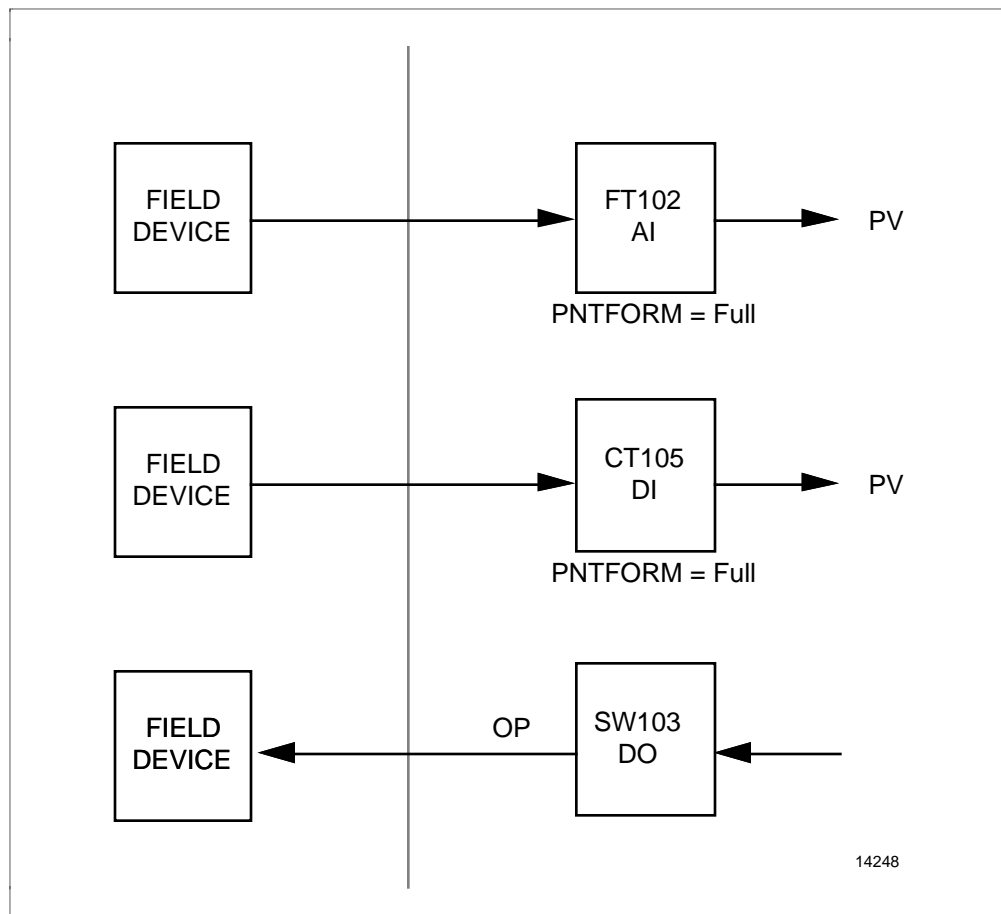 FIELD
DEVICE
FT102
AI
PV
PNTFORM = Full
FIELD
DEVICE
CT105
DI
PV
PNTFORM = Full
FIELD
DEVICE
OP
SW103
DO
14248